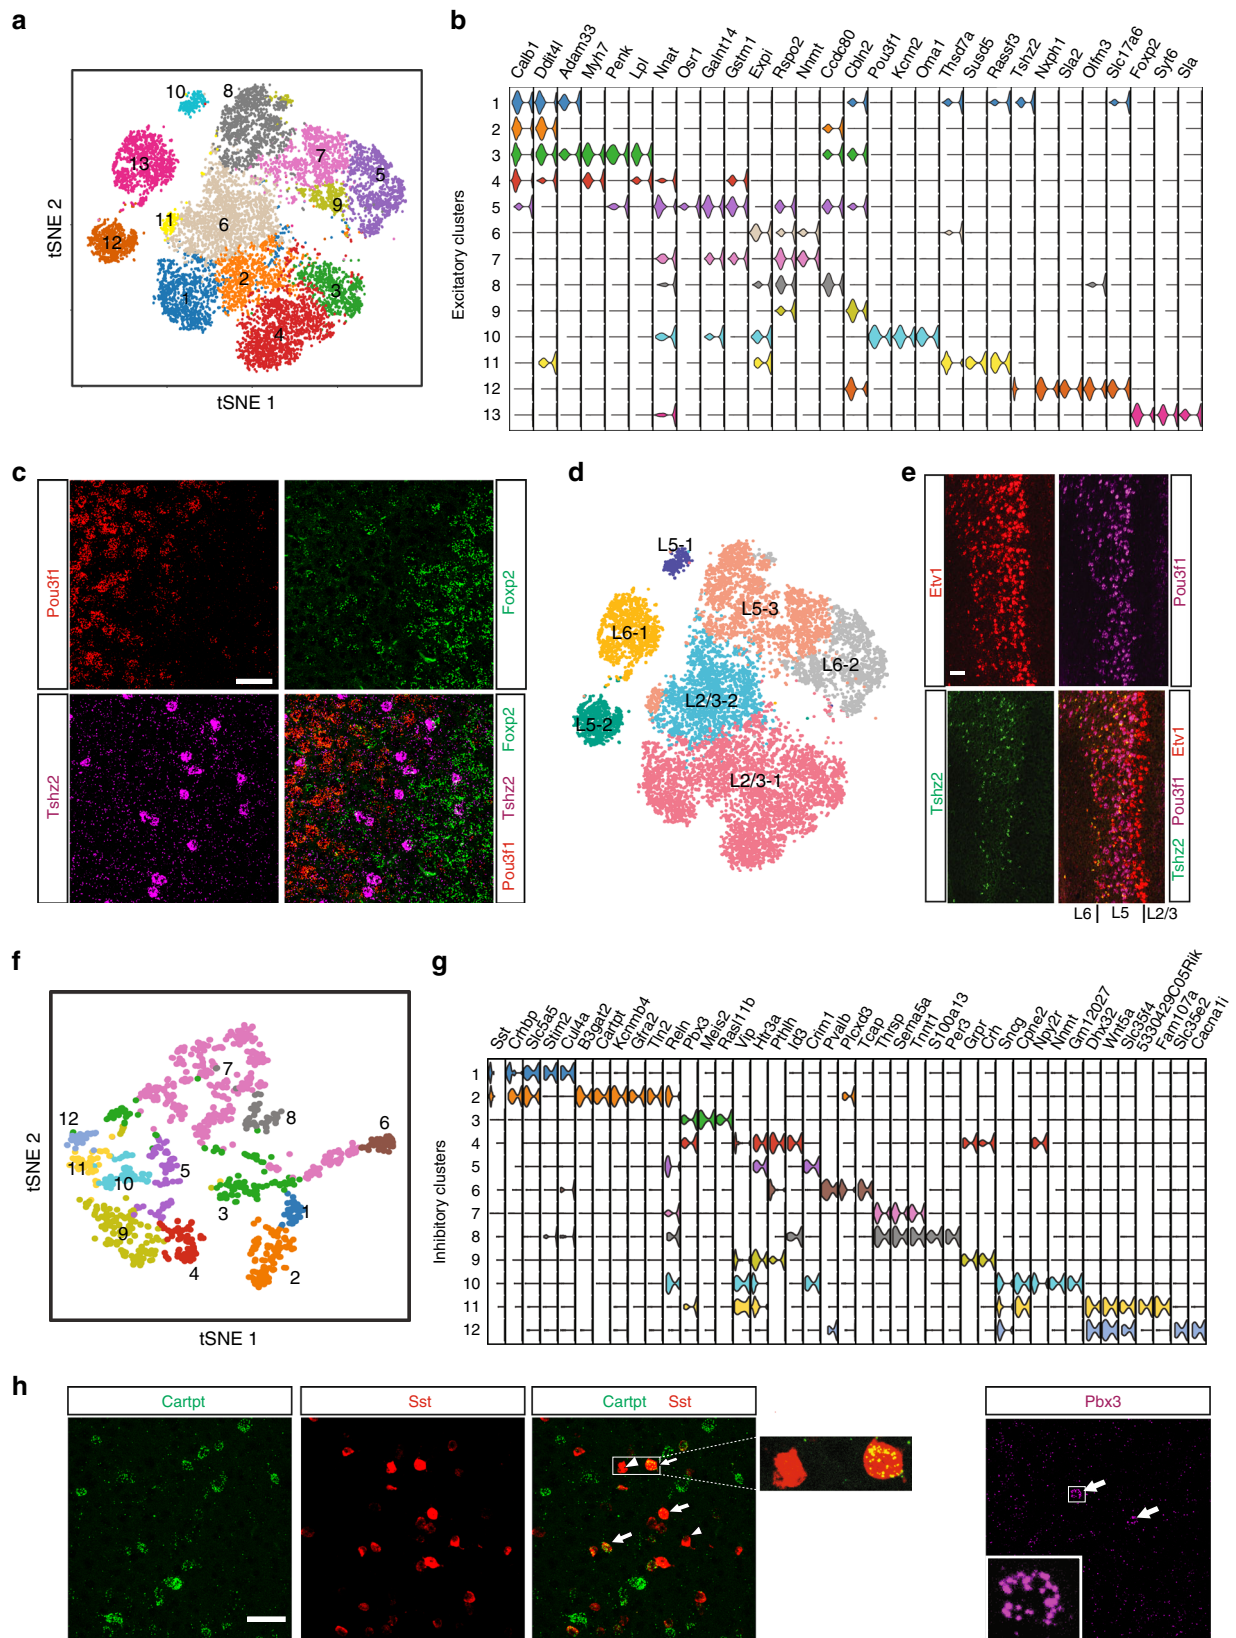 a
10
8
13
7
5
9
11
6
12
2
1
3
4
tSNE 2
tSNE 1
b
Calb1 Ddit4l Adam33 Myh7 Penk Lpl Nnat Osr1 Galnt14 Gstm1 Expi Rspo2 Nnmt Ccdc80 Cbln2 Pou3f1 Kcnn2 Oma1 Thsd7a Susd5 Rassf3 Tshz2 Nxph1 Sla2 Olfm3 Slc17a6 Foxp2 Syt6 Sla
Excitatory clusters
1
2
3
4
5
6
7
8
9
10
11
12
13
c
Pou3f1
Foxp2
Tshz2
Pou3f1 Tshz2 Foxp2
d
L5-1
L5-3
L6-1
L6-2
L2/3-2
L5-2
L2/3-1
e
Etv1
Pou3f1
Tshz2
Tshz2 Pou3f1 Etv1
L6 L5 L2/3
f
7
12
8
6
11
10
5
3
1
9
4
2
tSNE 2
tSNE 1
g
Sst Crhbp Slc5a5 Stim2 Cul4a B3gat2 Cartpt Kcnmb4 Gfra2 Thn2 Reln Pbx3 Meis2 Rasl11b Vip Htr3a Pthlh Id3 Crim1 Pvalb Plcxd3 Tcap Thrsp Sema5a Tnnt1 S100a13 Per3 Grpr Crh Sncg Cpne2 Npy2r Nnmt Gm12027 Dhx32 Wnt5a Slc35f4 5330429C05Rik Fam107a Slc35e2 Cacna1i
Inhibitory clusters
1
2
3
4
5
6
7
8
9
10
11
12
h
Cartpt
Sst
Cartpt Sst
Pbx3